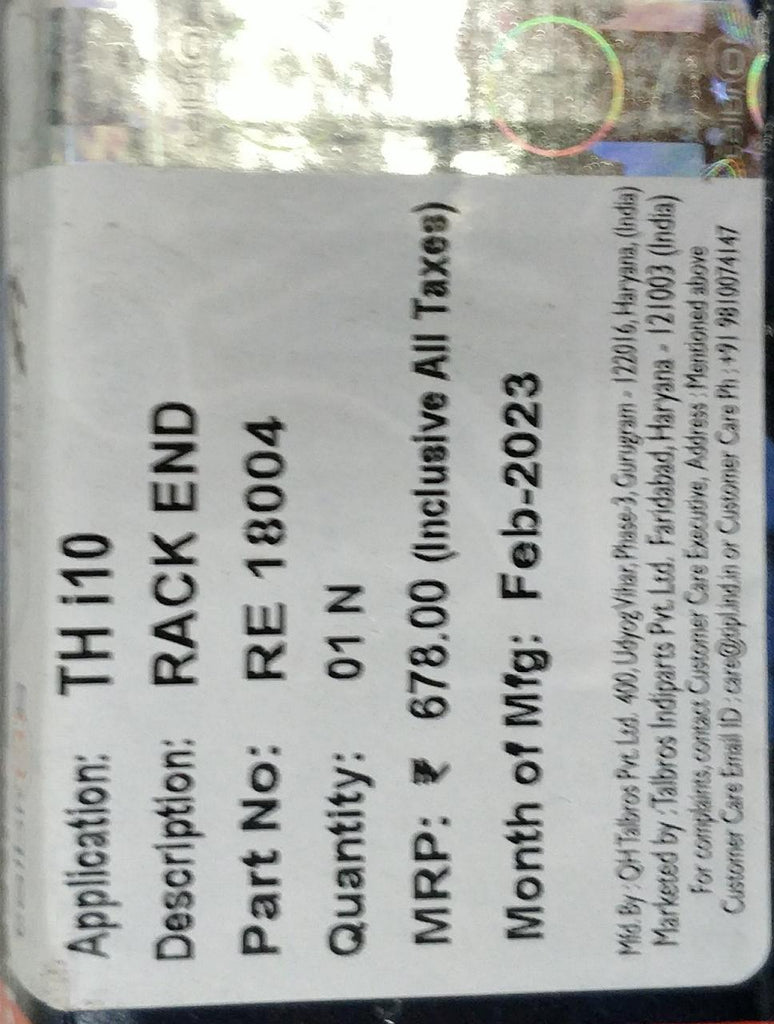 Application: TH i10
Description: RACK END
Part No: RE 18004
Quantity: 01 N
MRP: ₹ 678.00 (Inclusive All Taxes)
Month of Mfg: Feb-2023
Mfd. By : QH Talbros Pvt. Ltd. 400, Udyog Vihar, Phase-3, Gurugram - 122016, Haryana, (India)
Marketed by : Talbros Indiparts Pvt. Ltd. Faridabad, Haryana - 121003 (India)
For complaints, contact Customer Care Executive, Address : Mentioned above
Customer Care Email ID : care@tipl.ind.in or Customer Care Ph : +91 9810074147